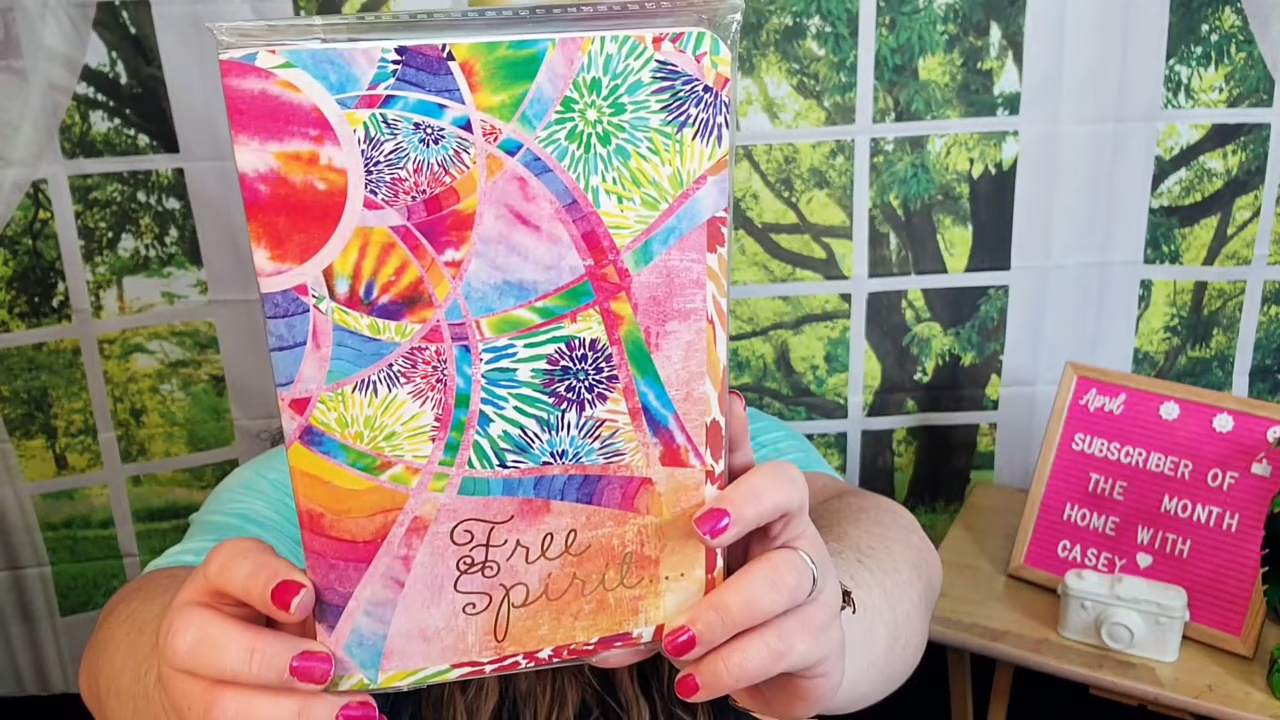 Free
Spirit...
April
SUBSCRIBER OF
THE MONTH
HOME WITH
CASEY